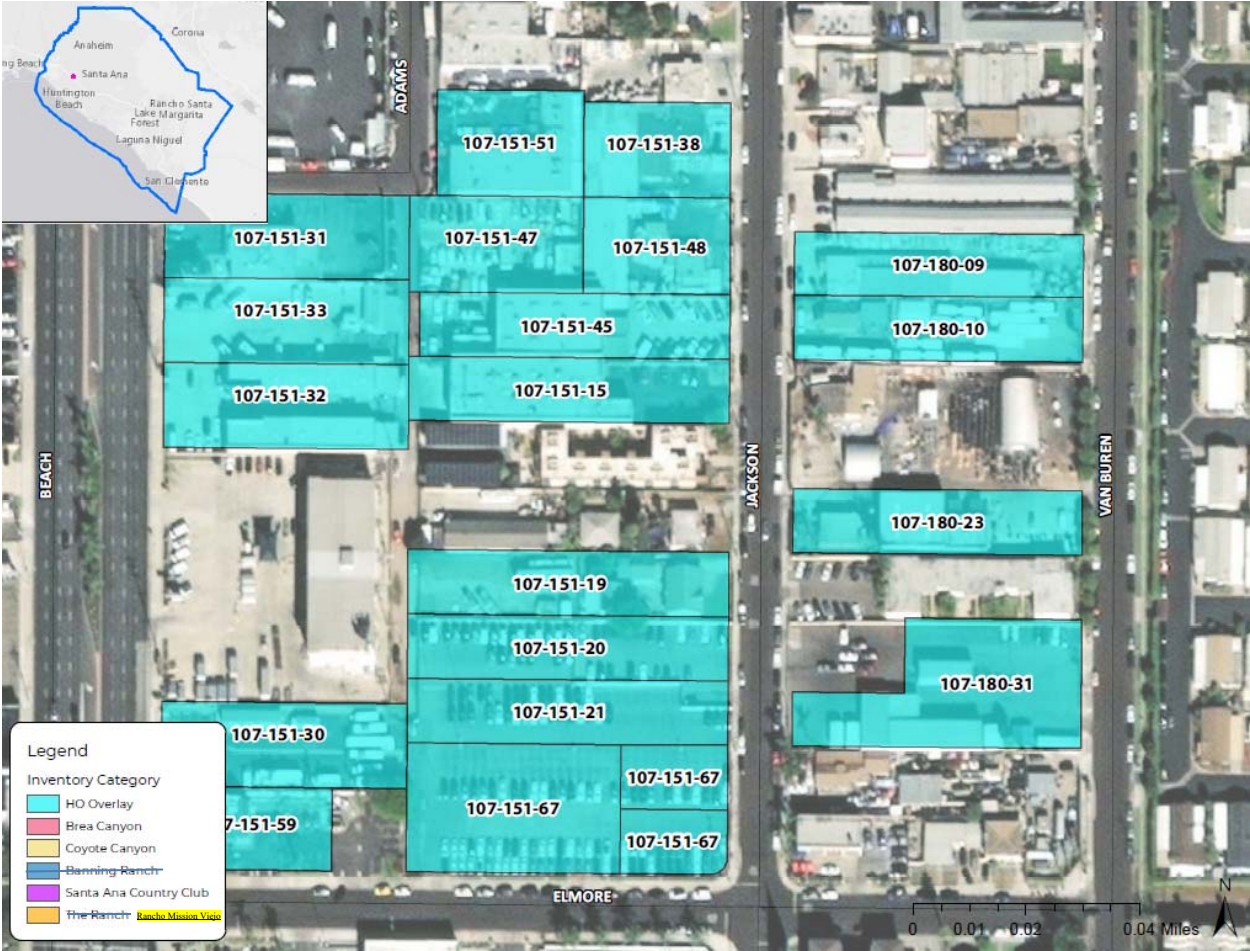 Corona
Anaheim
ng Beach
Santa Ana
Huntington
Beach
Rancho Santa
Margarita
Lake
Forest
Laguna Niguel
San Clemente
ADAMS
107-151-51
107-151-38
107-151-31
107-151-47
107-151-48
107-180-09
107-151-33
107-151-45
107-180-10
107-151-32
107-151-15
BEACH
JACKSON
VAN BUREN
107-180-23
107-151-19
107-151-20
107-180-31
107-151-21
107-151-30
107-151-67
107-151-67
107-151-67
7-151-59
ELMORE
Legend
Inventory Category
HO Overlay
Brea Canyon
Coyote Canyon
Banning Ranch
Santa Ana Country Club
The Ranch Rancho Mission Viejo
N
0 0.01 0.02 0.04 Miles